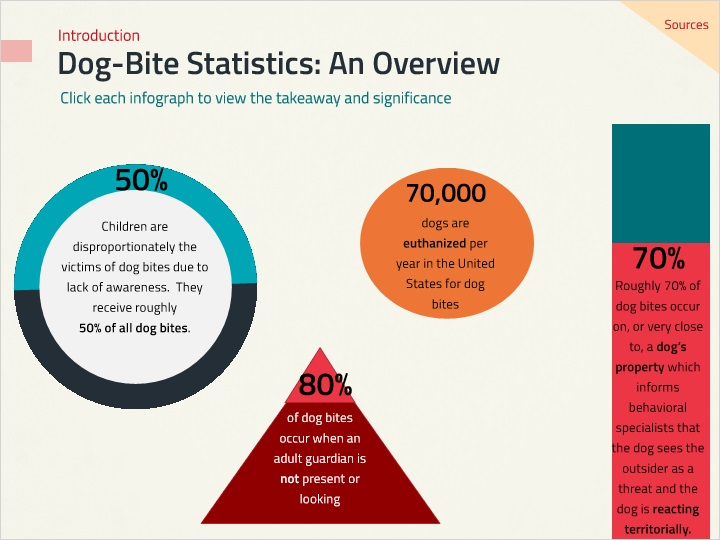 Sources
Introduction
Dog-Bite Statistics: An Overview
Click each infograph to view the takeaway and significance
50%
Children are
disproportionately the
victims of dog bites due to
lack of awareness. They
receive roughly
50% of all dog bites.
70,000
dogs are
euthanized per
year in the United
States for dog
bites
80%
of dog bites
occur when an
adult guardian is
not present or
looking
70%
Roughly 70% of
dog bites occur
on, or very close
to, a dog's
property which
informs
behavioral
specialists that
the dog sees the
outsider as a
threat and the
dog is reacting
territorially.